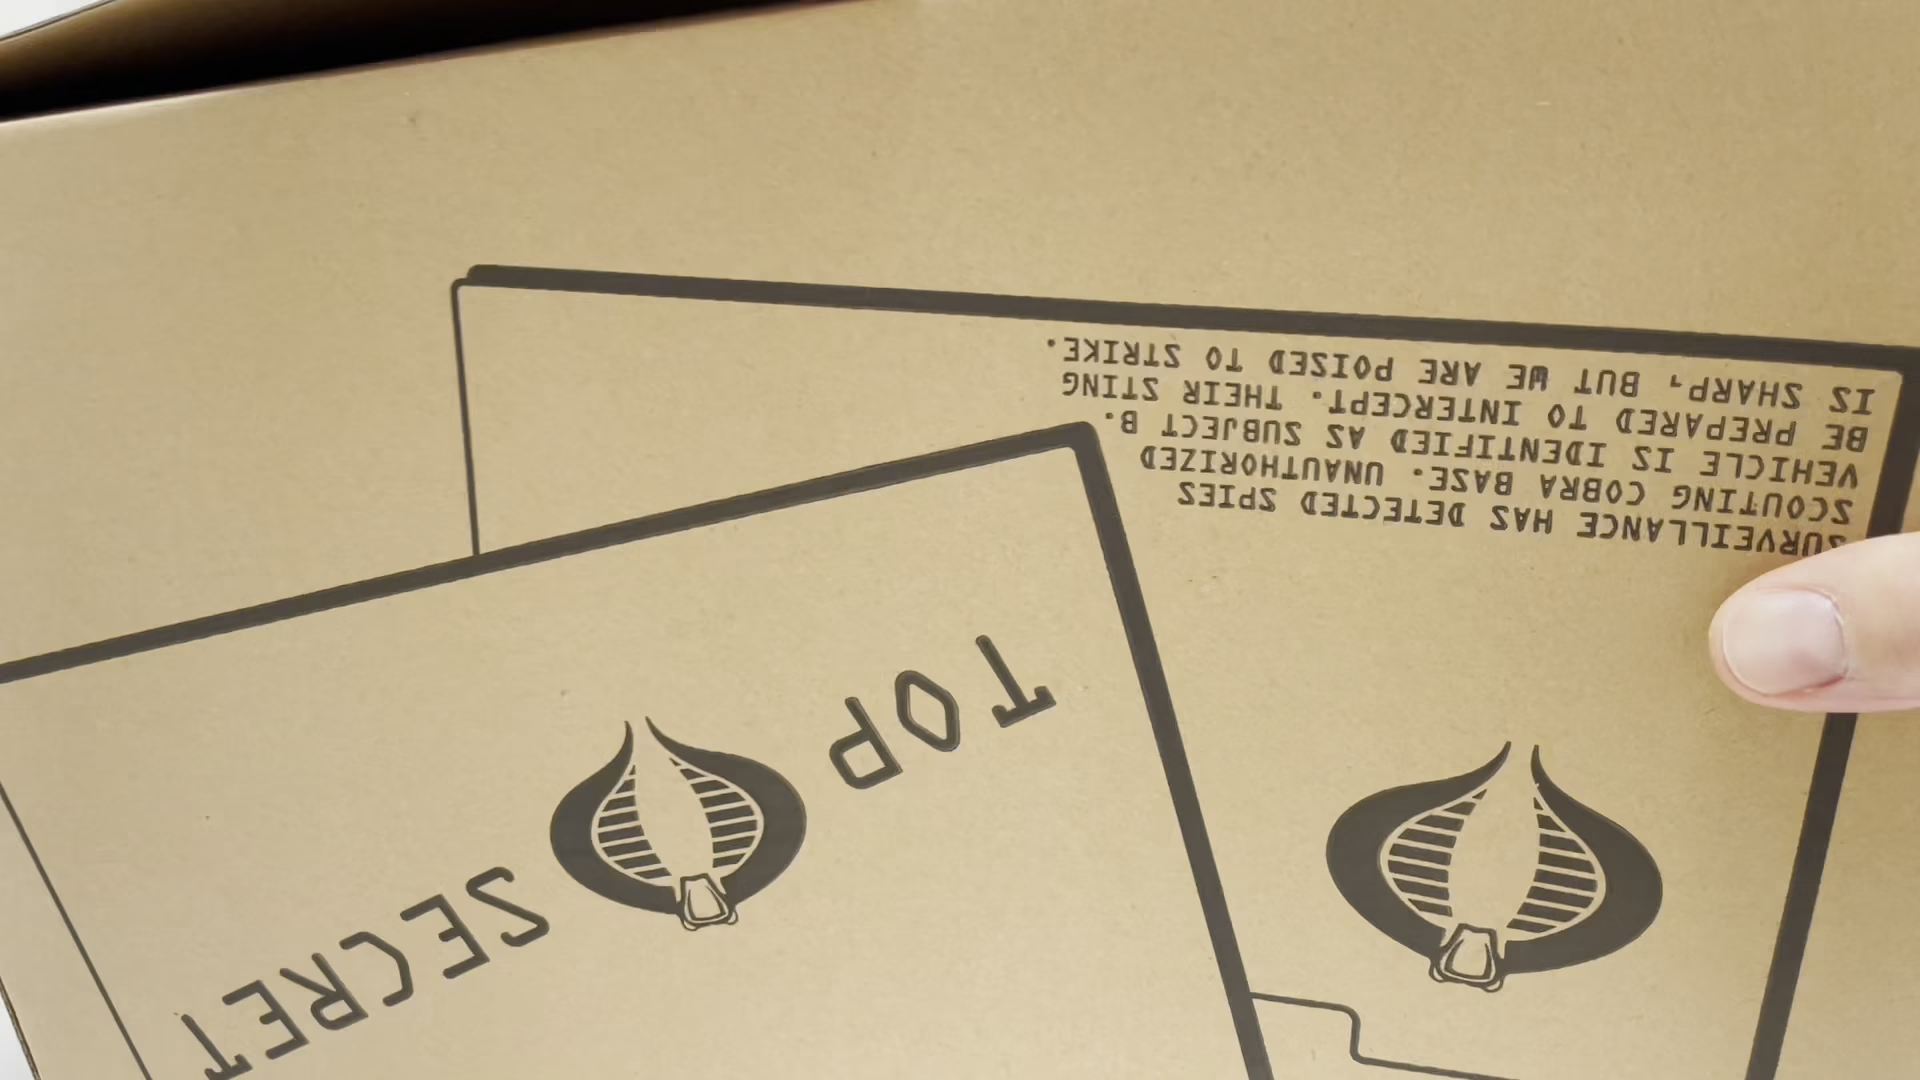 SURVEILLANCE HAS DETECTED SPIES
SCOUTING COBRA BASE. UNAUTHORIZED
VEHICLE IS IDENTIFIED AS SUBJECT B.
BE PREPARED TO INTERCEPT. THEIR STING
IS SHARP, BUT WE ARE POISED TO STRIKE.
TOP SECRET